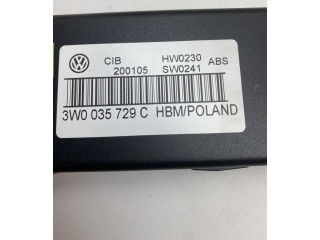 CIB HW0230 ABS
200105 SW0241
3W0 035 729 C HBM/POLAND